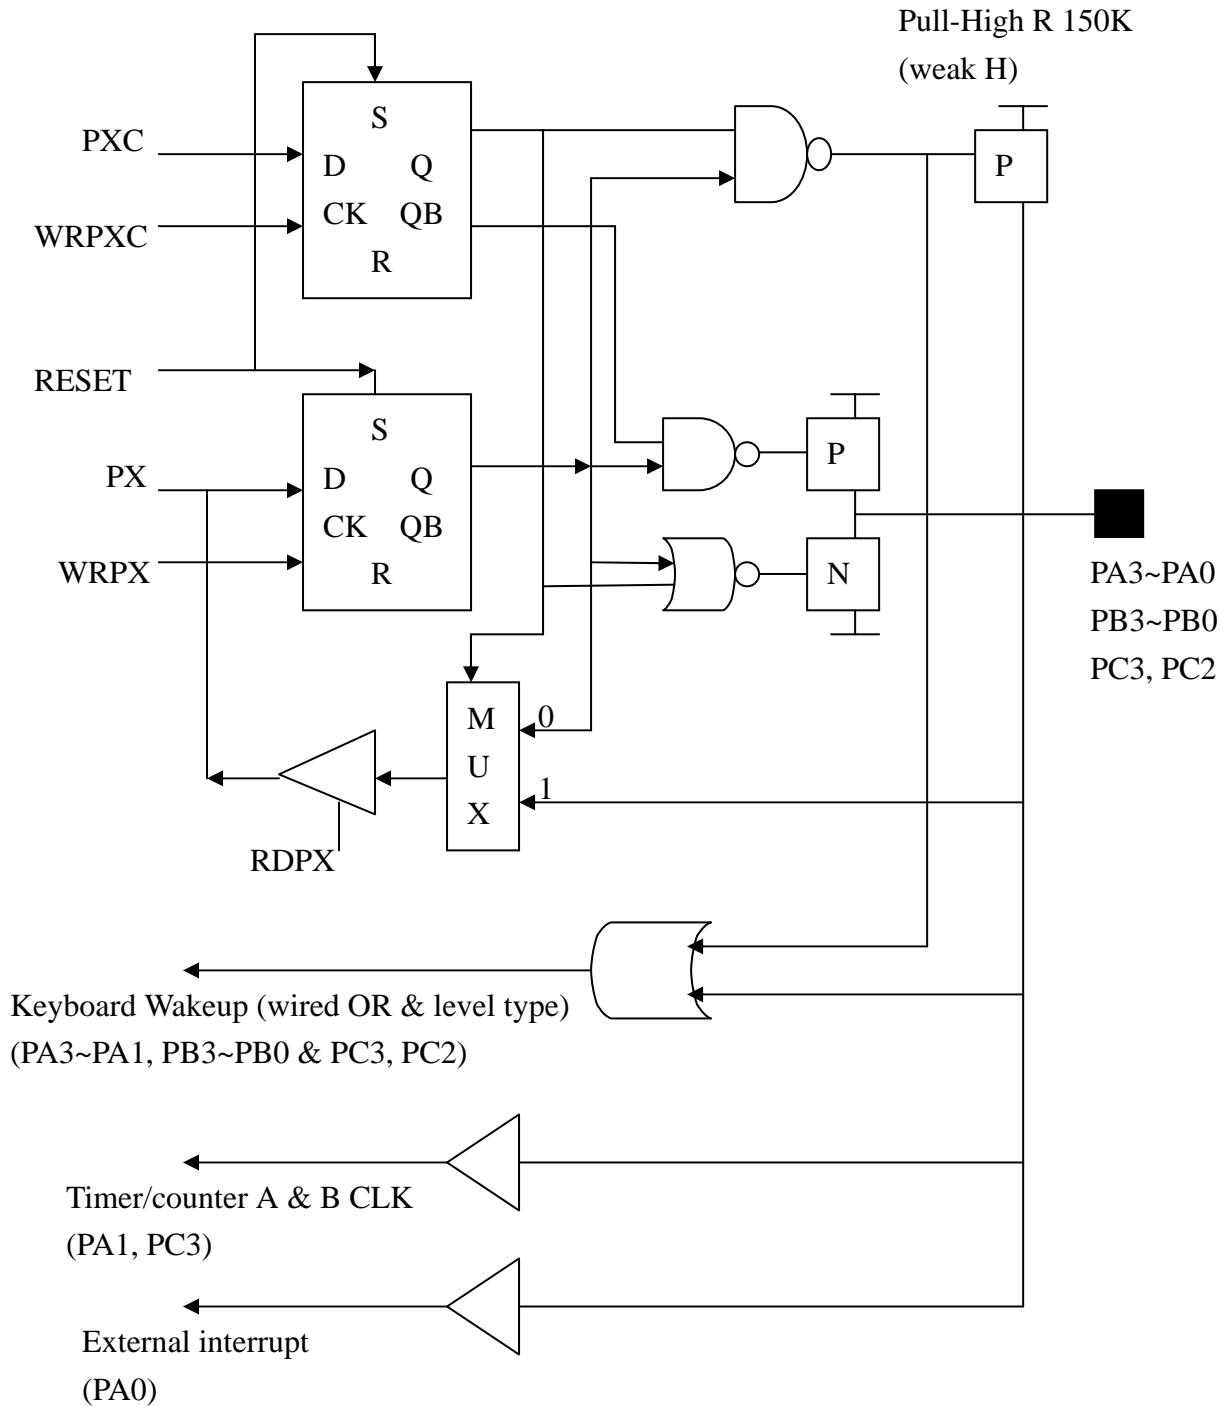 Pull-High R 150K
(weak H)
PXC
WRPXC
S
D Q
CK QB
R
P
RESET
PX
WRPX
S
D Q
CK QB
R
P
N
PA3~PA0
PB3~PB0
PC3, PC2
M
U
X
0
1
RDPX
Keyboard Wakeup (wired OR & level type)
(PA3~PA1, PB3~PB0 & PC3, PC2)
Timer/counter A & B CLK
(PA1, PC3)
External interrupt
(PA0)